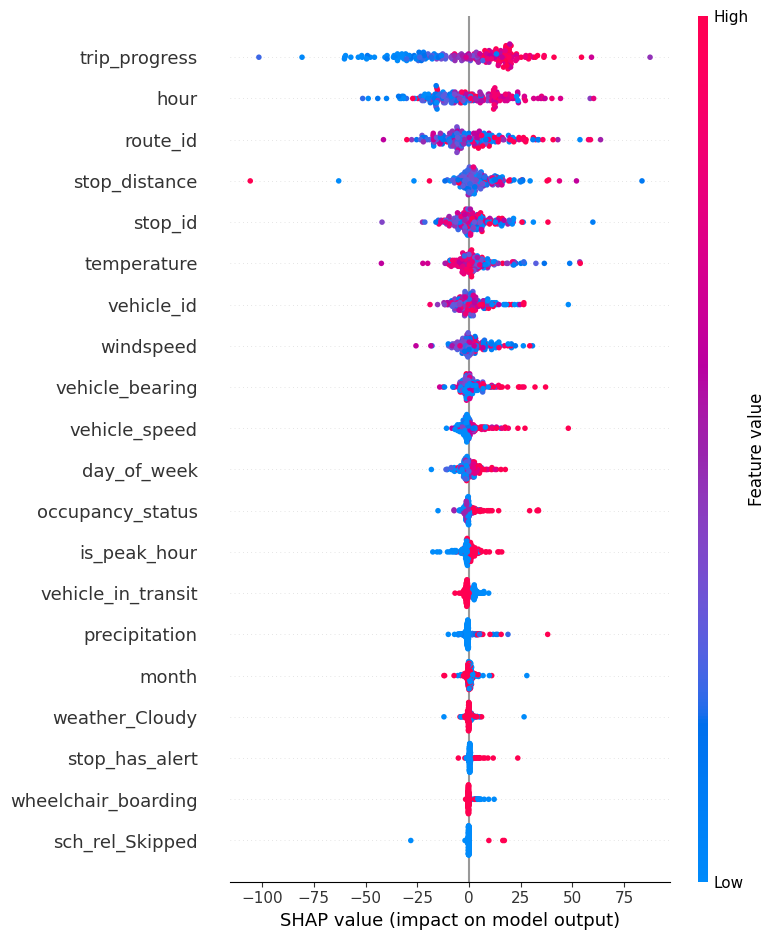 High
trip_progress
hour
route_id
stop_distance
stop_id
temperature
vehicle_id
windspeed
vehicle_bearing
vehicle_speed
day_of_week
occupancy_status
is_peak_hour
vehicle_in_transit
precipitation
month
weather_Cloudy
stop_has_alert
wheelchair_boarding
sch_rel_Skipped
Feature value
Low
−100 −75 −50 −25 0 25 50 75
SHAP value (impact on model output)